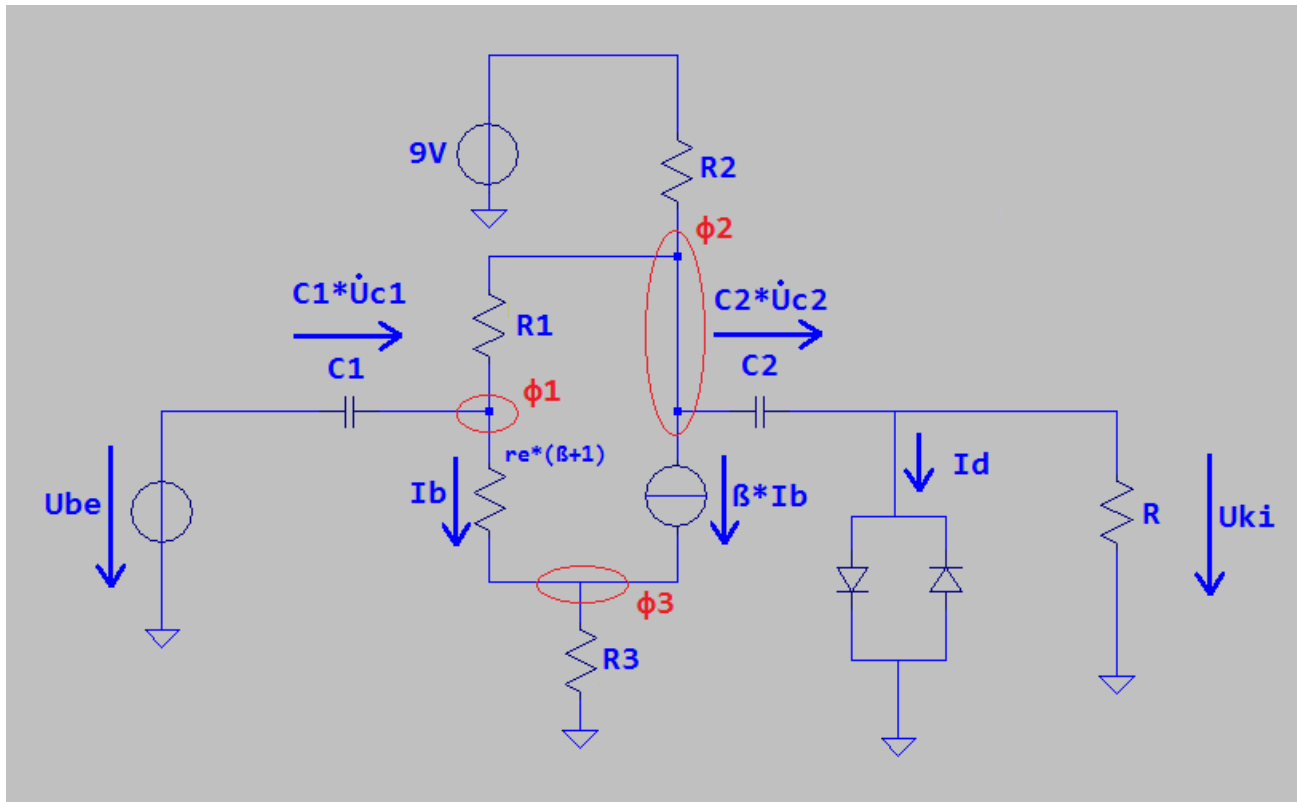 9V
R2
ϕ2
C1*U̇c1
R1
C2*U̇c2
C1
ϕ1
C2
re*(ß+1)
Ube
Ib
ß*Ib
Id
R
Uki
ϕ3
R3